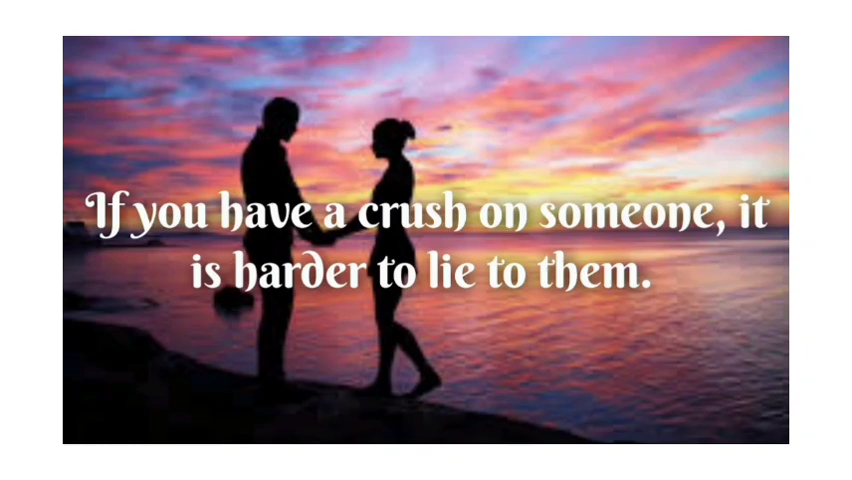 If you have a crush on someone, it
is harder to lie to them.